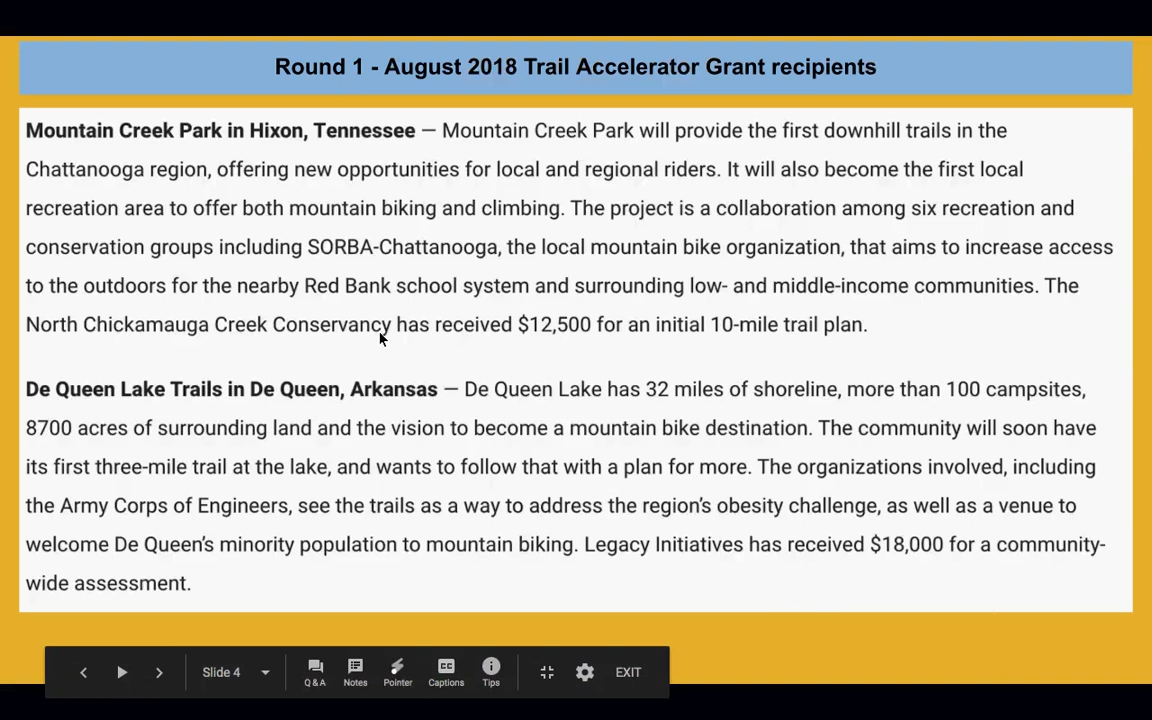 Round 1 - August 2018 Trail Accelerator Grant recipients
Mountain Creek Park in Hixon, Tennessee — Mountain Creek Park will provide the first downhill trails in the
Chattanooga region, offering new opportunities for local and regional riders. It will also become the first local
recreation area to offer both mountain biking and climbing. The project is a collaboration among six recreation and
conservation groups including SORBA-Chattanooga, the local mountain bike organization, that aims to increase access
to the outdoors for the nearby Red Bank school system and surrounding low- and middle-income communities. The
North Chickamauga Creek Conservancy has received $12,500 for an initial 10-mile trail plan.
De Queen Lake Trails in De Queen, Arkansas — De Queen Lake has 32 miles of shoreline, more than 100 campsites,
8700 acres of surrounding land and the vision to become a mountain bike destination. The community will soon have
its first three-mile trail at the lake, and wants to follow that with a plan for more. The organizations involved, including
the Army Corps of Engineers, see the trails as a way to address the region's obesity challenge, as well as a venue to
welcome De Queen's minority population to mountain biking. Legacy Initiatives has received $18,000 for a community-
wide assessment.
Slide 4 Q&A Notes Pointer CC Captions Tips EXIT